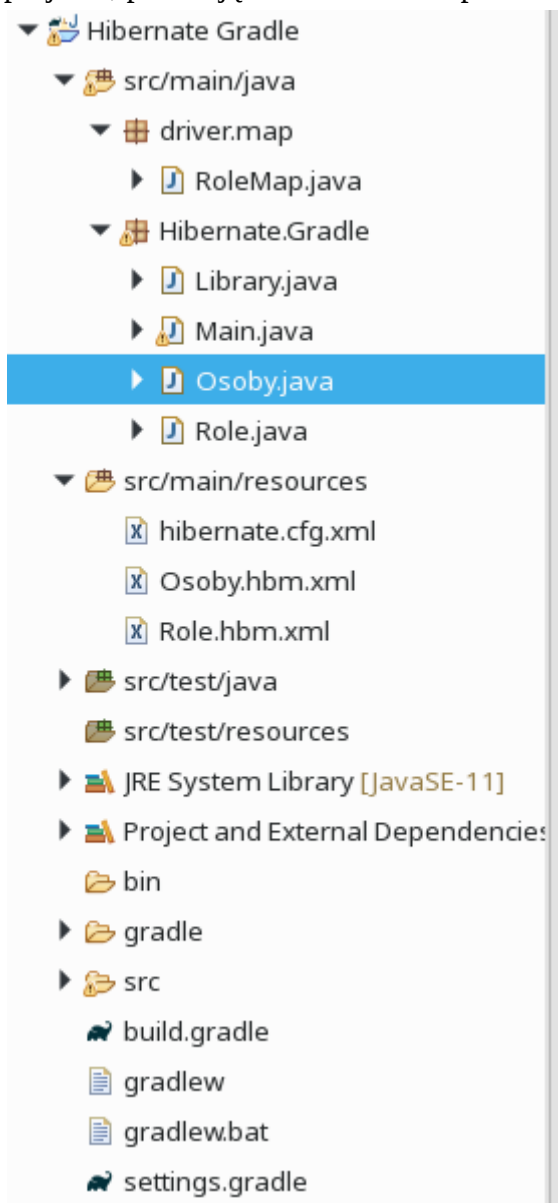 Hibernate Gradle
src/main/java
driver.map
RoleMap.java
Hibernate.Gradle
Library.java
Main.java
Osoby.java
Role.java
src/main/resources
hibernate.cfg.xml
Osoby.hbm.xml
Role.hbm.xml
src/test/java
src/test/resources
JRE System Library [JavaSE-11]
Project and External Dependencies
bin
gradle
src
build.gradle
gradlew
gradlew.bat
settings.gradle